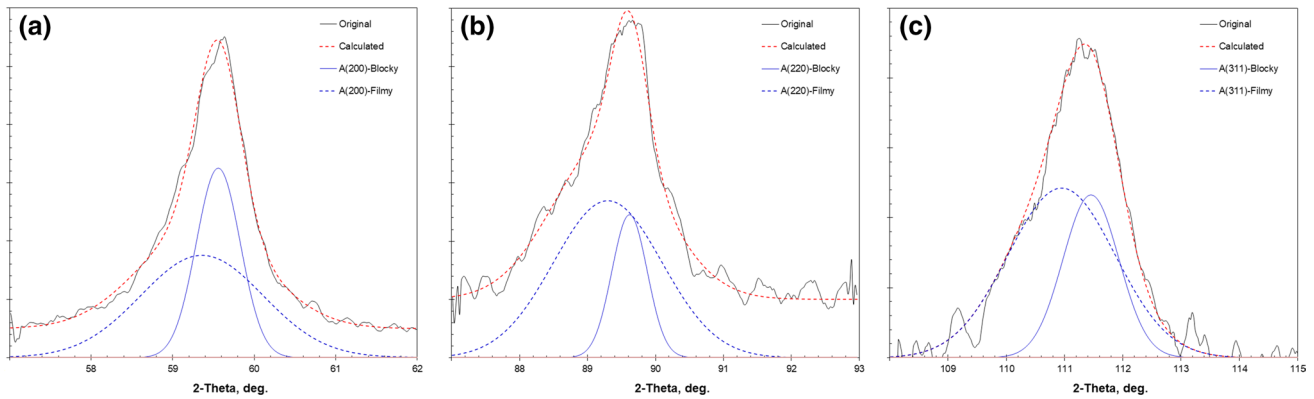 (a)
Original
Calculated
A(200)-Blocky
A(200)-Filmy
58 59 60 61 62
2-Theta, deg.
(b)
Original
Calculated
A(220)-Blocky
A(220)-Filmy
88 89 90 91 92 93
2-Theta, deg.
(c)
Original
Calculated
A(311)-Blocky
A(311)-Filmy
109 110 111 112 113 114 115
2-Theta, deg.